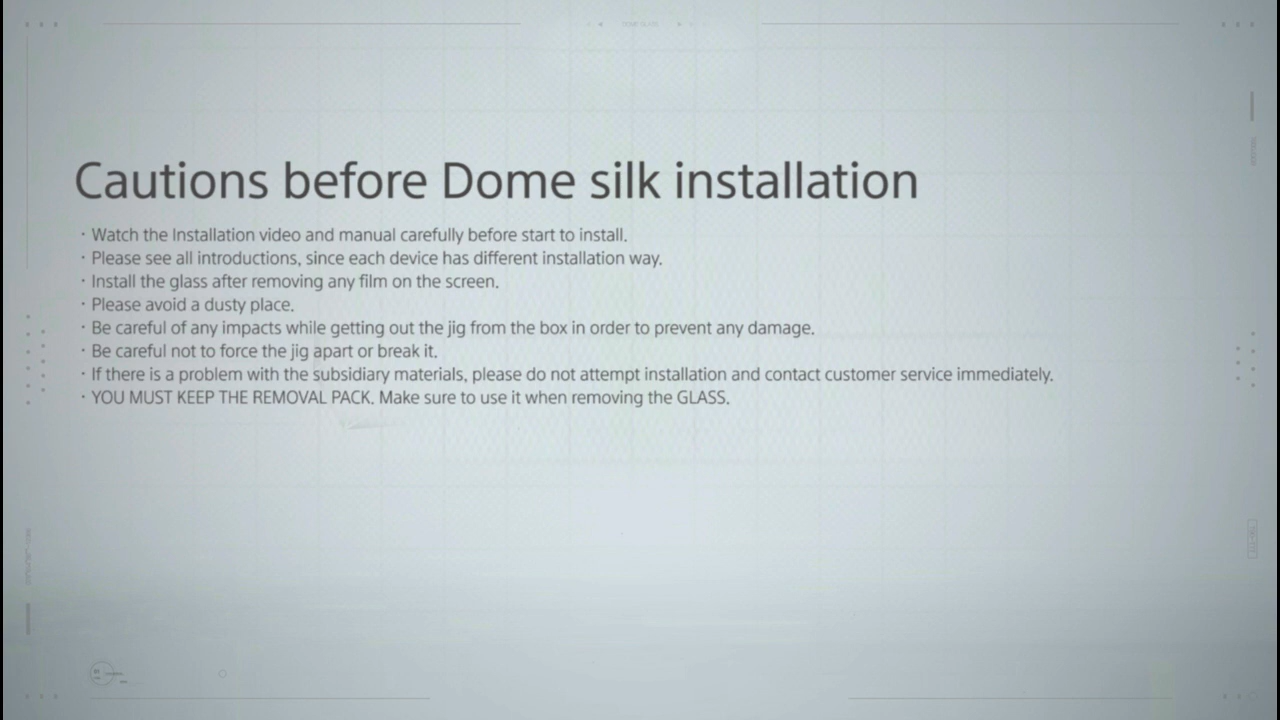 DOME GLASS
Cautions before Dome silk installation
· Watch the Installation video and manual carefully before start to install.
· Please see all introductions, since each device has different installation way.
· Install the glass after removing any film on the screen.
· Please avoid a dusty place.
· Be careful of any impacts while getting out the jig from the box in order to prevent any damage.
· Be careful not to force the jig apart or break it.
· If there is a problem with the subsidiary materials, please do not attempt installation and contact customer service immediately.
· YOU MUST KEEP THE REMOVAL PACK. Make sure to use it when removing the GLASS.